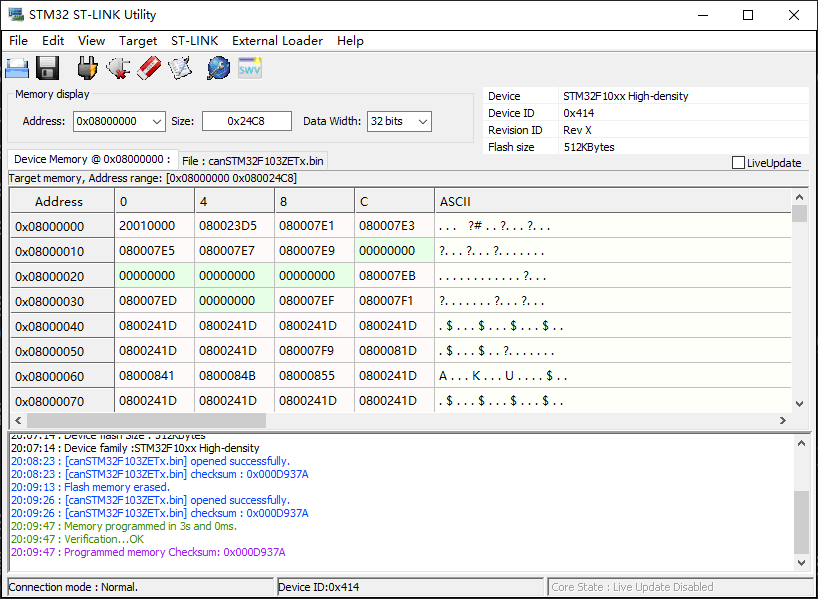 STM32 ST-LINK Utility
File Edit View Target ST-LINK External Loader Help
SWV
Memory display
Address: 0x08000000 Size: 0x24C8 Data Width: 32 bits
Device STM32F10xx High-density
Device ID 0x414
Revision ID Rev X
Flash size 512KBytes
LiveUpdate
Device Memory @ 0x08000000 : File : canSTM32F103ZETx.bin
Target memory, Address range: [0x08000000 0x080024C8]
Address 0 4 8 C ASCII
0x08000000 20010000 080023D5 080007E1 080007E3 ... ?#..?...?...
0x08000010 080007E5 080007E7 080007E9 00000000 ?...?...?.......
0x08000020 00000000 00000000 00000000 080007EB ............?...
0x08000030 080007ED 00000000 080007EF 080007F1 ?.......?...?...
0x08000040 0800241D 0800241D 0800241D 0800241D .$...$...$...$..
0x08000050 0800241D 0800241D 080007F9 0800081D .$...$..?.......
0x08000060 08000841 0800084B 08000855 0800241D A...K...U....$..
0x08000070 0800241D 0800241D 0800241D 0800241D .$...$...$...$..
20:07:14 : Device flash Size : 512KBytes
20:07:14 : Device family :STM32F10xx High-density
20:08:23 : [canSTM32F103ZETx.bin] opened successfully.
20:08:23 : [canSTM32F103ZETx.bin] checksum : 0x000D937A
20:09:13 : Flash memory erased.
20:09:26 : [canSTM32F103ZETx.bin] opened successfully.
20:09:26 : [canSTM32F103ZETx.bin] checksum : 0x000D937A
20:09:47 : Memory programmed in 3s and 0ms.
20:09:47 : Verification...OK
20:09:47 : Programmed memory Checksum: 0x000D937A
Connection mode : Normal. Device ID:0x414 Core State : Live Update Disabled